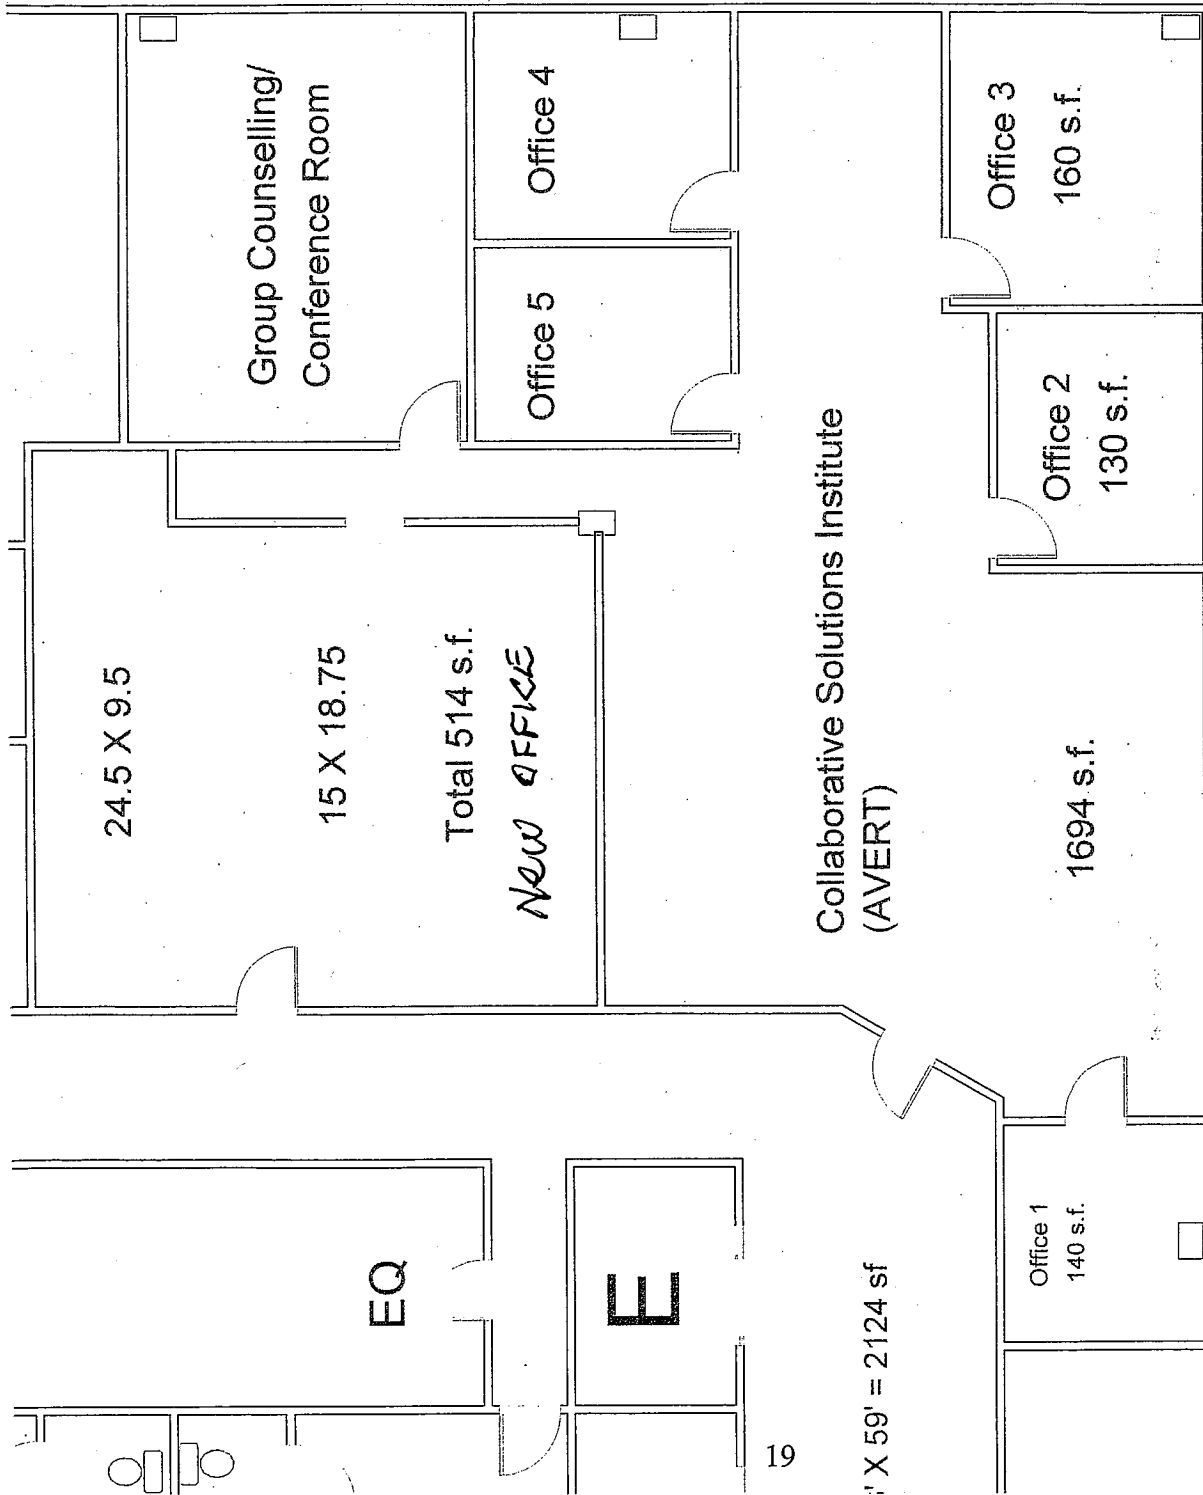 Group Counselling/
Conference Room
Office 4
Office 3
160 s.f.
Office 5
Office 2
130 s.f.
24.5 X 9.5
15 X 18.75
Total 514 s.f.
NEW OFFICE
Collaborative Solutions Institute
(AVERT)
1694 s.f.
EQ
E
Office 1
140 s.f.
' X 59' = 2124 sf
19